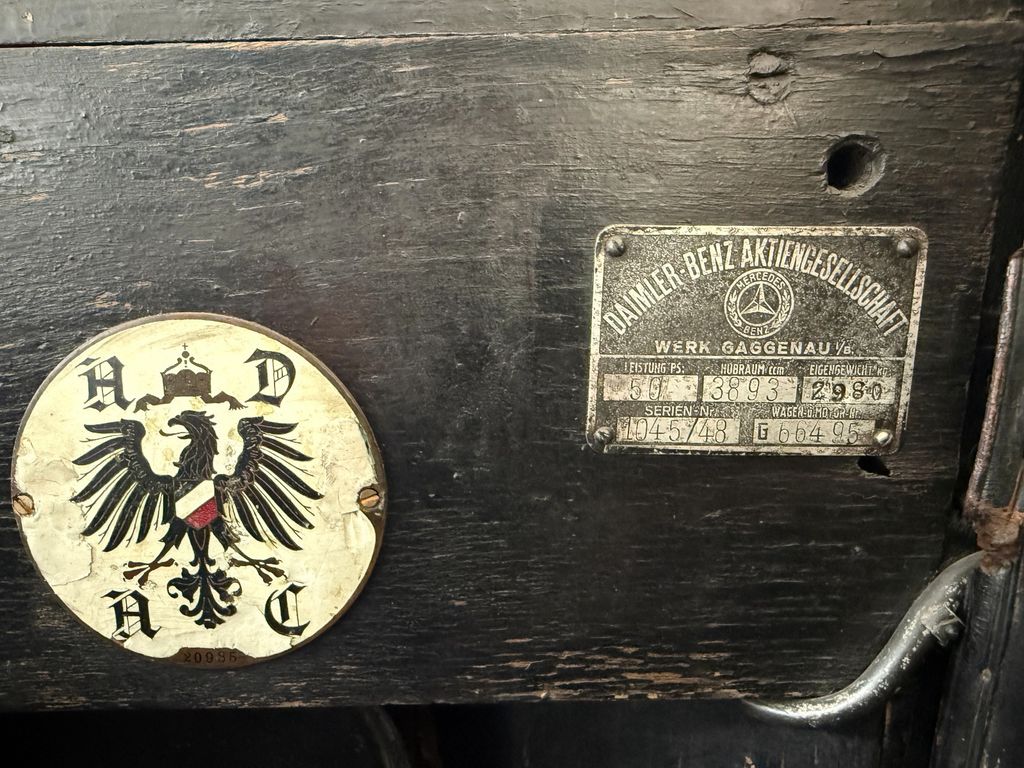 A D
A C
20995
DAIMLER-BENZ AKTIENGESELLSCHAFT
MERCEDES
BENZ
WERK GAGGENAU i/B.
LEISTUNG PS: HUBRAUM ccm EIGENGEWICHT kg
50 3893 2980
SERIEN-Nr. WAGEN-U.MOTOR-Nr.
1045/48 G 66495